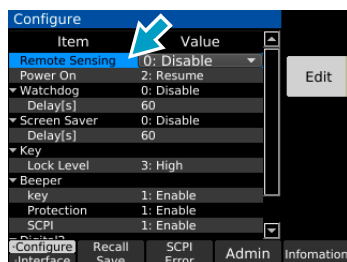 Configure
Item Value
Remote Sensing 0: Disable
Power On 2: Resume
Edit
Watchdog 0: Disable
Delay[s] 60
Screen Saver 0: Disable
Delay[s] 60
Key
Lock Level 3: High
Beeper
key 1: Enable
Protection 1: Enable
SCPI 1: Enable
Configure Recall SCPI Admin Infomation
Interface Save Error